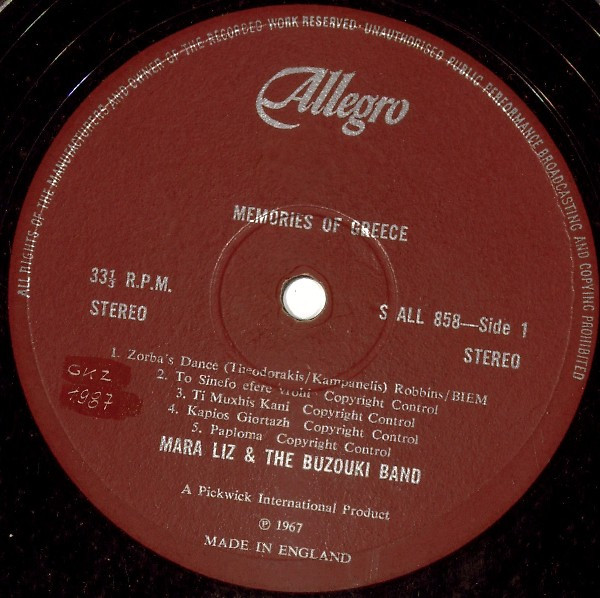 ALL RIGHTS OF THE MANUFACTURERS AND OWNER OF THE RECORDED WORK RESERVED · UNAUTHORISED PUBLIC PERFORMANCE BROADCASTING AND COPYING PROHIBITED
Allegro
MEMORIES OF GREECE
33⅓ R.P.M.
STEREO
S ALL 858—Side 1
STEREO
1. Zorba's Dance (Theodorakis/Kampanelis) Robbins/BIEM
2. To Sinefo efere Vrohi Copyright Control
3. Ti Muxhis Kani Copyright Control
4. Kapios Giortazh Copyright Control
5. Paploma Copyright Control
GKZ
1987
MARA LIZ & THE BUZOUKI BAND
A Pickwick International Product
℗ 1967
MADE IN ENGLAND